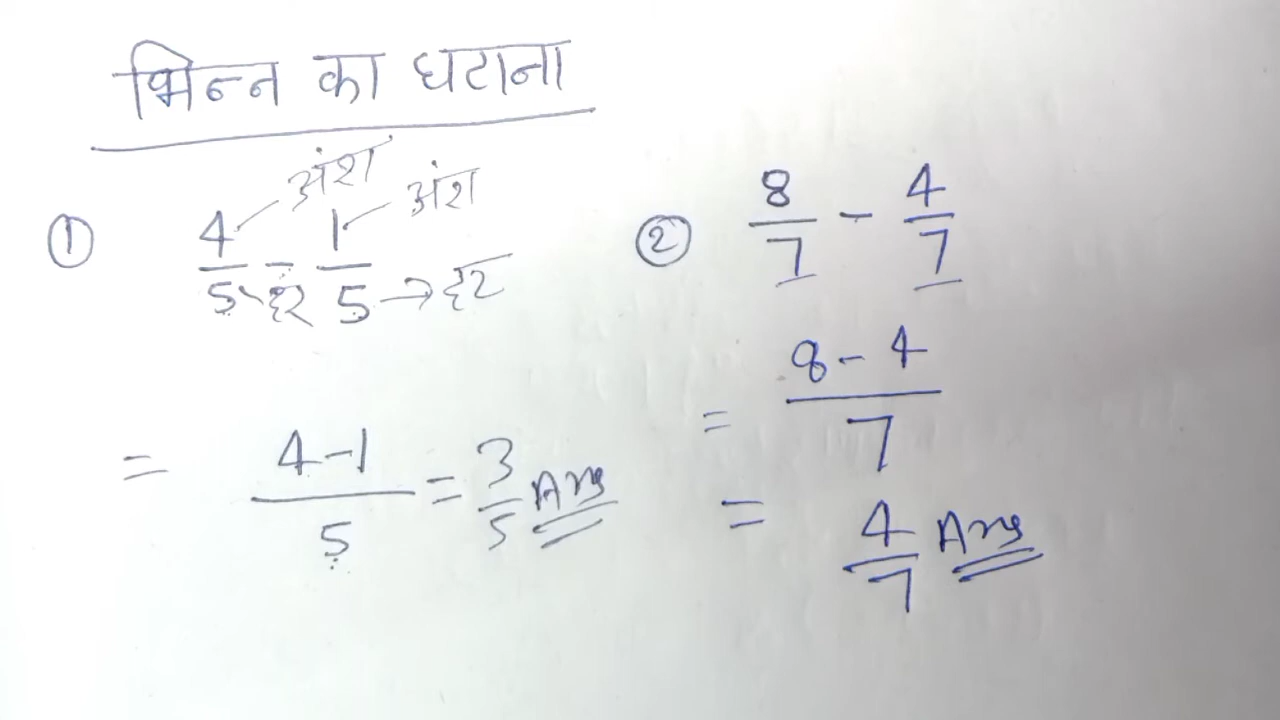 भिन्न का घटाना
① 4/5 - 1/5
अंश अंश
हर → हर
= 4-1/5 = 3/5 Ans
② 8/7 - 4/7
= 8-4/7
= 4/7 Ans